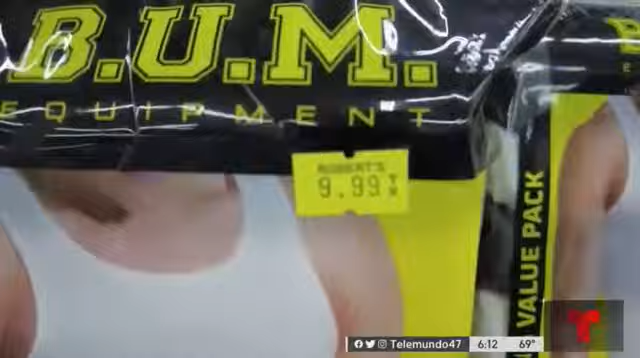 B.U.M.
EQUIPMENT
ROBERT'S
9.99
VALUE PACK
Telemundo47 6:12 69°